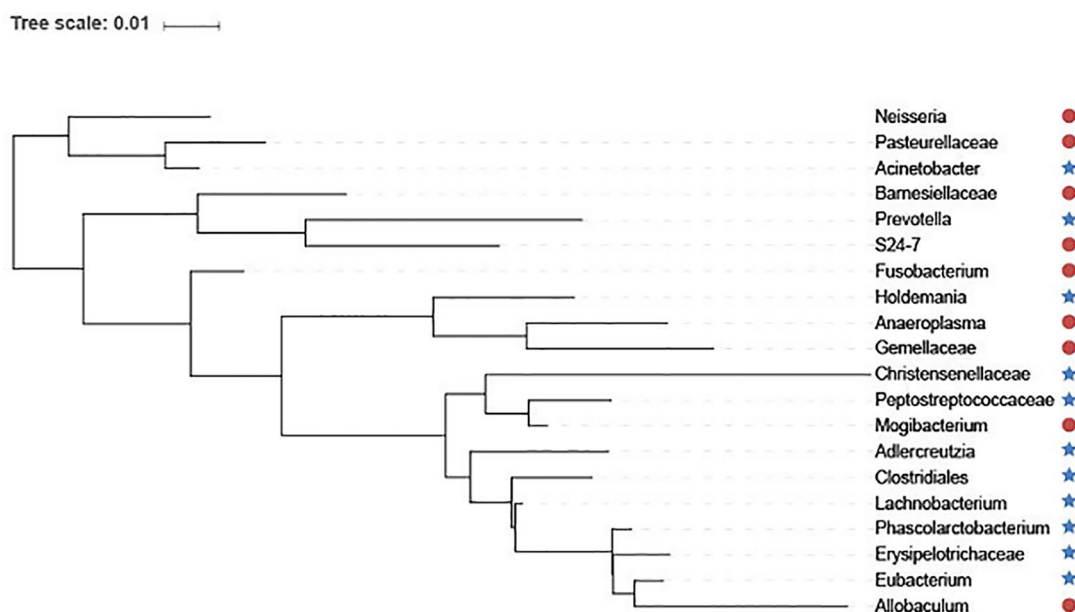 Tree scale: 0.01
Neisseria
Pasteurellaceae
Acinetobacter
Barnesiellaceae
Prevotella
S24-7
Fusobacterium
Holdemania
Anaeroplasma
Gemellaceae
Christensenellaceae
Peptostreptococcaceae
Mogibacterium
Adlercreutzia
Clostridiales
Lachnobacterium
Phascolarctobacterium
Erysipelotrichaceae
Eubacterium
Allobaculum